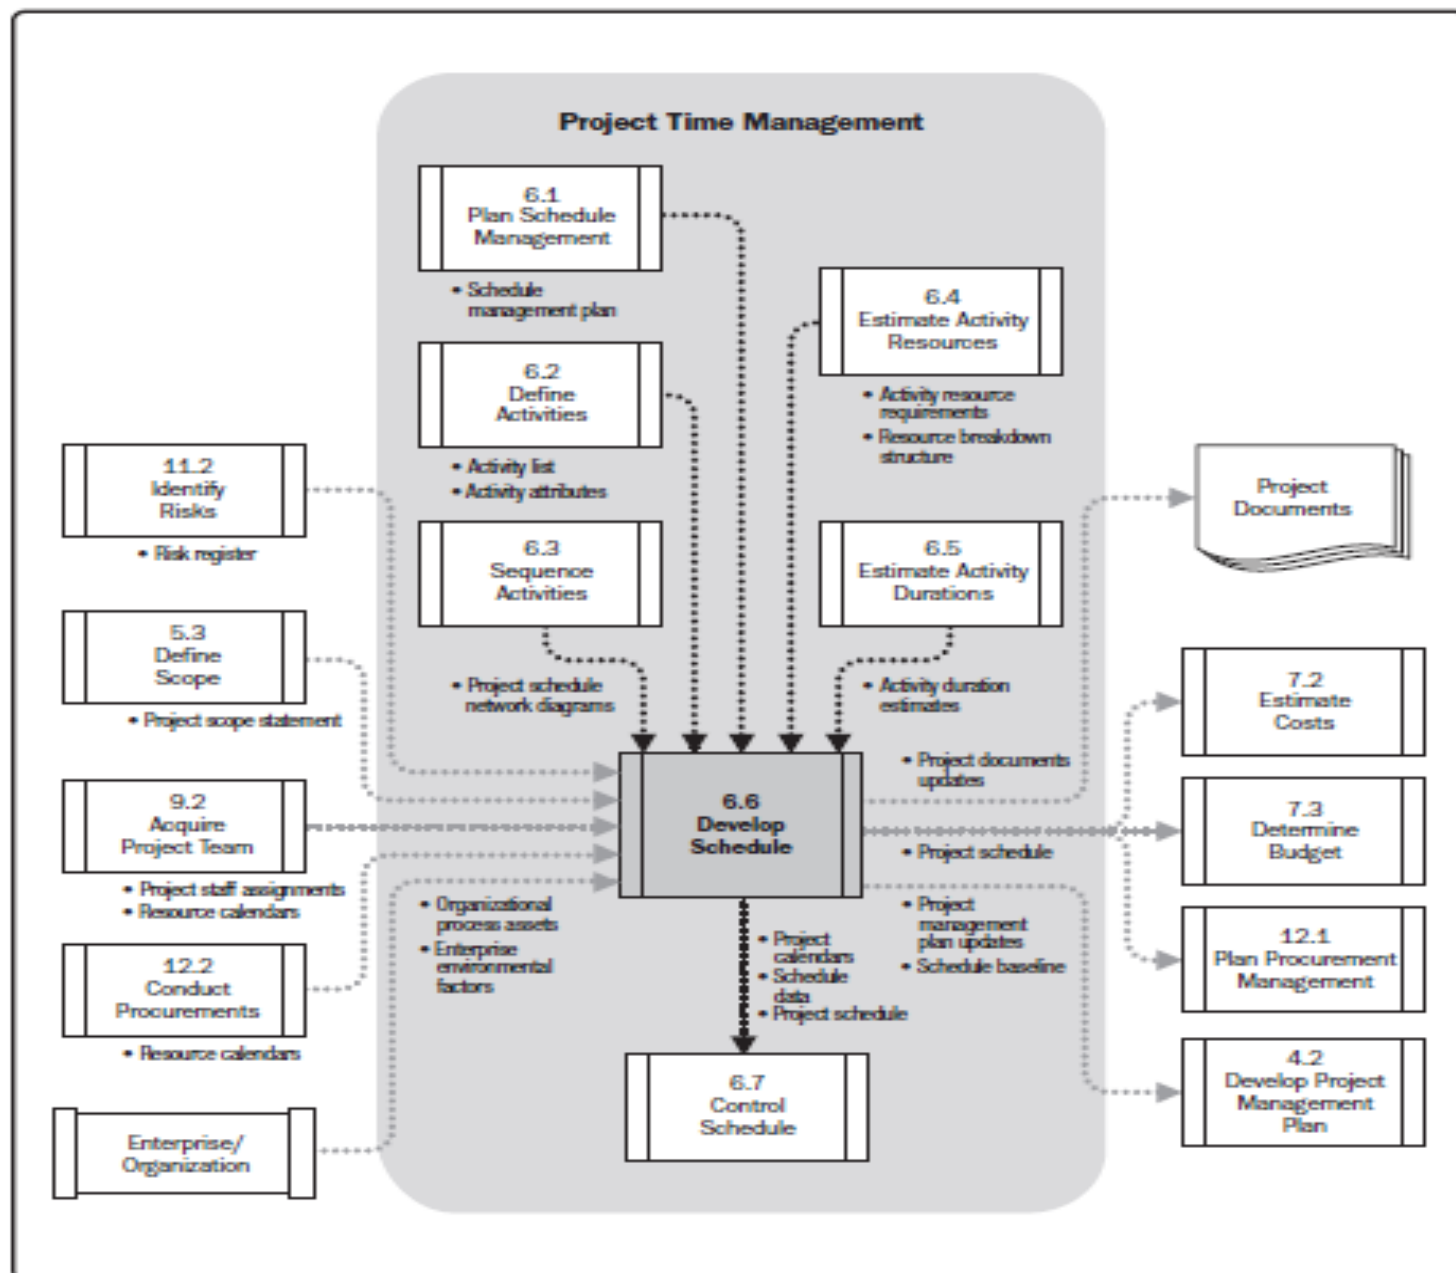 Project Time Management
6.1
Plan Schedule
Management
• Schedule
management plan
6.2
Define
Activities
• Activity list
• Activity attributes
6.3
Sequence
Activities
• Project schedule
network diagrams
6.4
Estimate Activity
Resources
• Activity resource
requirements
• Resource breakdown
structure
6.5
Estimate Activity
Durations
• Activity duration
estimates
11.2
Identify
Risks
• Risk register
5.3
Define
Scope
• Project scope statement
9.2
Acquire
Project Team
• Project staff assignments
• Resource calendars
12.2
Conduct
Procurements
• Resource calendars
Enterprise/
Organization
• Organizational
process assets
• Enterprise
environmental
factors
6.6
Develop
Schedule
• Project
calendars
• Schedule
data
• Project schedule
6.7
Control
Schedule
• Project documents
updates
• Project schedule
• Project
management
plan updates
• Schedule baseline
Project
Documents
7.2
Estimate
Costs
7.3
Determine
Budget
12.1
Plan Procurement
Management
4.2
Develop Project
Management
Plan